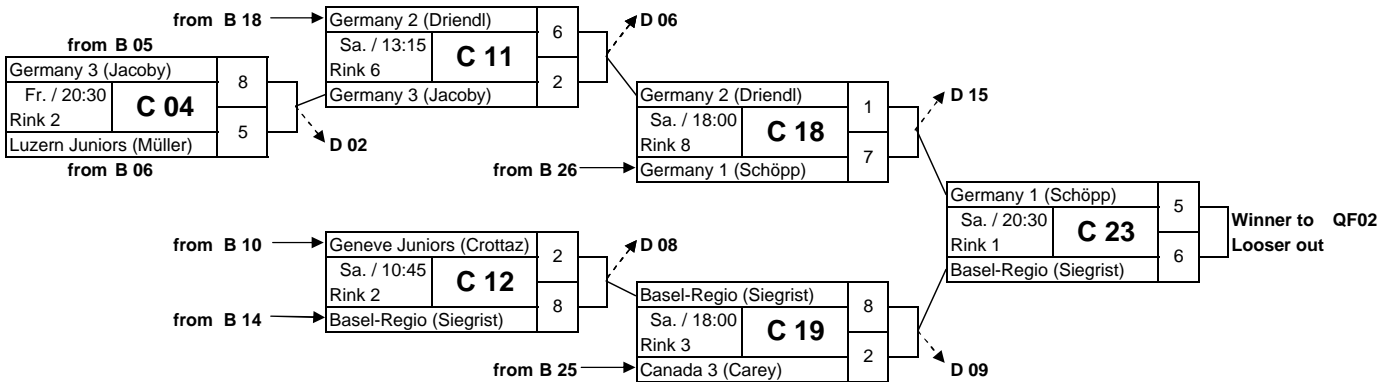 from B 18
Germany 2 (Driendl)
6
D 06
Sa. / 13:15
C 11
Rink 6
2
Germany 3 (Jacoby)
from B 05
Germany 3 (Jacoby)
8
Fr. / 20:30
C 04
Rink 2
5
Luzern Juniors (Müller)
D 02
from B 06
Germany 2 (Driendl)
1
D 15
Sa. / 18:00
C 18
Rink 8
7
from B 26
Germany 1 (Schöpp)
Germany 1 (Schöpp)
5
Sa. / 20:30
C 23
Rink 1
6
Basel-Regio (Siegrist)
Winner to QF02
Looser out
from B 10
Geneve Juniors (Crottaz)
2
D 08
Sa. / 10:45
C 12
Rink 2
8
from B 14
Basel-Regio (Siegrist)
Basel-Regio (Siegrist)
8
Sa. / 18:00
C 19
Rink 3
2
from B 25
Canada 3 (Carey)
D 09